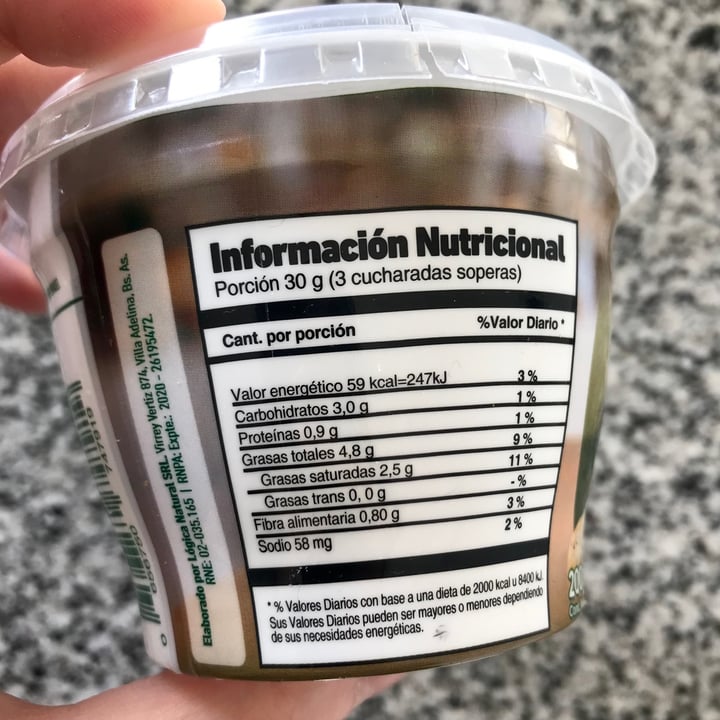 Información Nutricional
Porción 30 g (3 cucharadas soperas)
Cant. por porción %Valor Diario *
Valor energético 59 kcal=247kJ 3%
Carbohidratos 3,0 g 1%
Proteínas 0,9 g 1%
Grasas totales 4,8 g 9%
Grasas saturadas 2,5 g 11%
Grasas trans 0, 0 g -%
Fibra alimentaria 0,80 g 3%
Sodio 58 mg 2%
* % Valores Diarios con base a una dieta de 2000 kcal u 8400 kJ.
Sus Valores Diarios pueden ser mayores o menores dependiendo
de sus necesidades energéticas.
Elaborado por Lógica Natural SRL. Virrey Vertiz 874, Villa Adelina, Bs. As.
RNE: 02-035.165 | RNPA: Expte.: 2020 - 26195472.